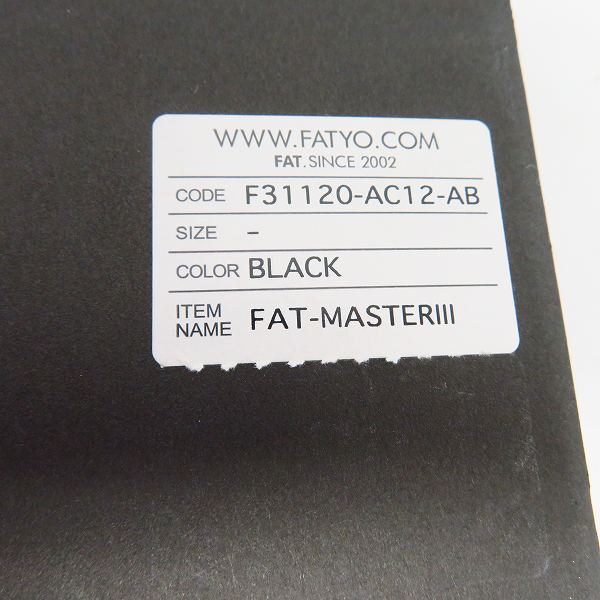 WWW.FATYO.COM
FAT.SINCE 2002
CODE F31120-AC12-AB
SIZE -
COLOR BLACK
ITEM NAME FAT-MASTERIII